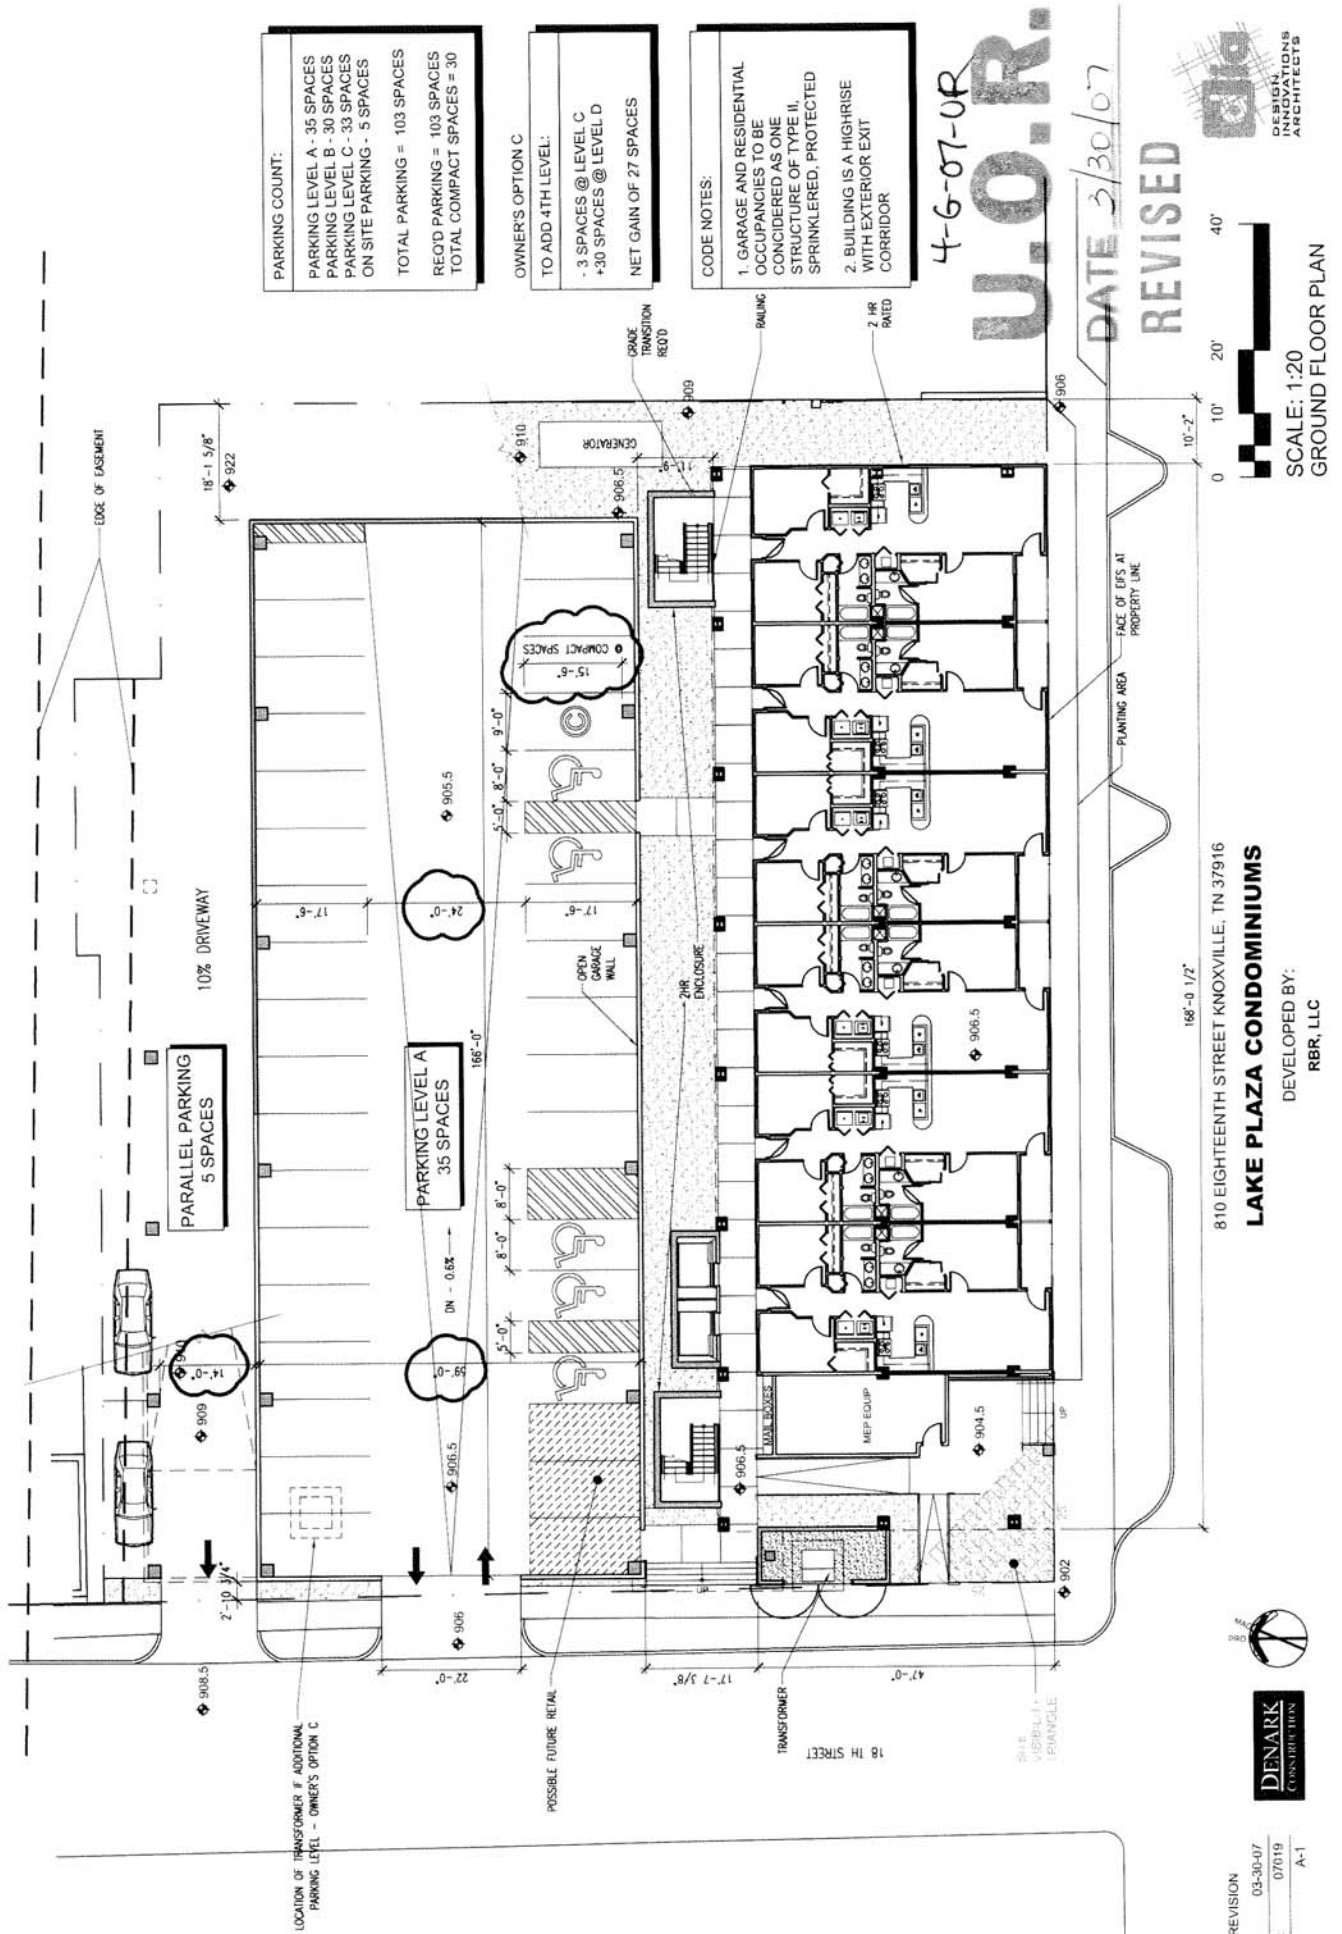 PARKING COUNT:
PARKING LEVEL A - 35 SPACES
PARKING LEVEL B - 30 SPACES
PARKING LEVEL C - 33 SPACES
ON SITE PARKING - 5 SPACES
TOTAL PARKING = 103 SPACES
REQ'D PARKING = 103 SPACES
TOTAL COMPACT SPACES = 30
OWNER'S OPTION C
TO ADD 4TH LEVEL:
- 3 SPACES @ LEVEL C
+30 SPACES @ LEVEL D
NET GAIN OF 27 SPACES
CODE NOTES:
1. GARAGE AND RESIDENTIAL
OCCUPANCIES TO BE
CONCIDERED AS ONE
STRUCTURE OF TYPE II,
SPRINKLERED, PROTECTED
2. BUILDING IS A HIGHRISE
WITH EXTERIOR EXIT
CORRIDOR
4-G-07-UR
U.O.R.
DATE 3/30/07
REVISED
DESIGN
INNOVATIONS
ARCHITECTS
EDGE OF EASEMENT
18'-1 5/8"
922
10% DRIVEWAY
PARALLEL PARKING
5 SPACES
PARKING LEVEL A
35 SPACES
166'-0"
DN - 0.6%
905.5
17'-6"
24'-0"
17'-6"
59'-0"
14'-0"
910
909
906.5
OPEN
GARAGE
WALL
5'-0"
8'-0"
9'-0"
15'-6"
@ COMPACT SPACES
C
5'-0"
8'-0"
8'-0"
GENERATOR
910
906.5
11'-9"
909
GRADE
TRANSITION
REQ'D
RAILING
2 HR
RATED
906
2HR
ENCLOSURE
906.5
MAIL BOXES
MEP EQUIP
904.5
UP
UP
906.5
902
2'-10 3/4"
908.5
906
22'-0"
17'-7 3/8"
47'-0"
LOCATION OF TRANSFORMER IF ADDITIONAL
PARKING LEVEL - OWNER'S OPTION C
POSSIBLE FUTURE RETAIL
TRANSFORMER
18 TH STREET
VISIBILITY
TRIANGLE
PLANTING AREA
FACE OF EIFS AT
PROPERTY LINE
168'-0 1/2"
10'-2"
0 10' 20' 40'
SCALE: 1:20
GROUND FLOOR PLAN
810 EIGHTEENTH STREET KNOXVILLE, TN 37916
LAKE PLAZA CONDOMINIUMS
DEVELOPED BY:
RBR, LLC
DENARK
CONSTRUCTION
REVISION
03-30-07
07019
A-1